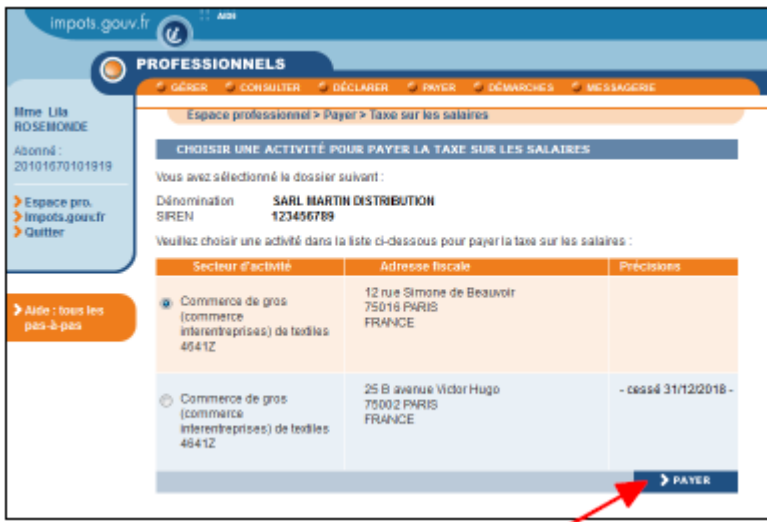 impots.gouv.fr
AIDE
PROFESSIONNELS
GÉRER CONSULTER DÉCLARER PAYER DÉMARCHES MESSAGERIE
Mme Lila
ROSEMONDE
Abonné :
20101670101919
Espace pro.
Impots.gouv.fr
Quitter
Aide : tous les
pas-à-pas
Espace professionnel > Payer > Taxe sur les salaires
CHOISIR UNE ACTIVITÉ POUR PAYER LA TAXE SUR LES SALAIRES
Vous avez sélectionné le dossier suivant :
Dénomination SARL MARTIN DISTRIBUTION
SIREN 123456789
Veuillez choisir une activité dans la liste ci-dessous pour payer la taxe sur les salaires :
Secteur d'activité Adresse fiscale Précisions
Commerce de gros
(commerce
interentreprises) de textiles
4641Z
12 rue Simone de Beauvoir
75016 PARIS
FRANCE
Commerce de gros
(commerce
interentreprises) de textiles
4641Z
25 B avenue Victor Hugo
75002 PARIS
FRANCE
- cessé 31/12/2018 -
PAYER